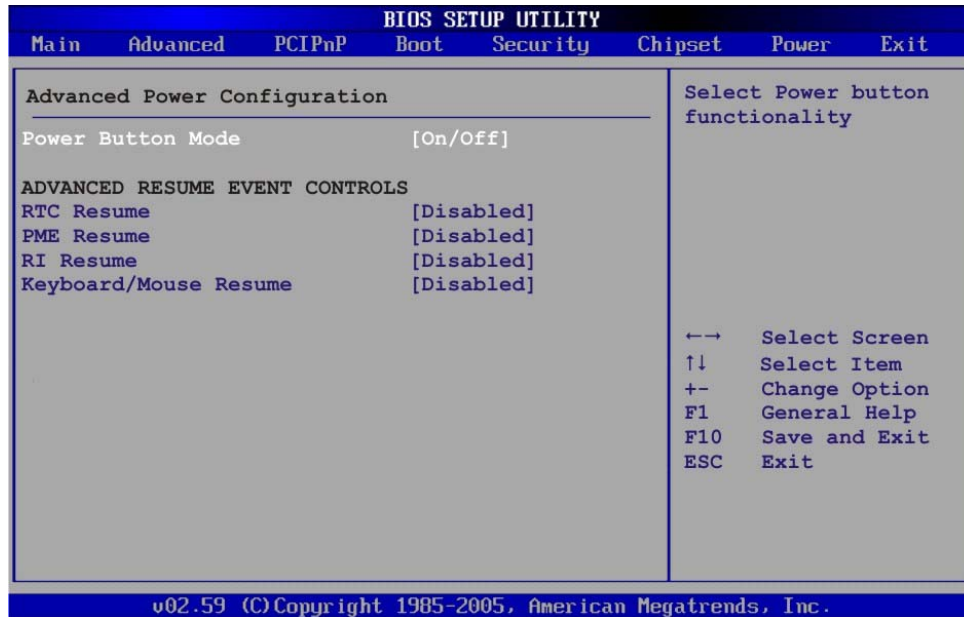 BIOS SETUP UTILITY
Main Advanced PCIPnP Boot Security Chipset Power Exit
Advanced Power Configuration
Power Button Mode [On/Off]
ADVANCED RESUME EVENT CONTROLS
RTC Resume [Disabled]
PME Resume [Disabled]
RI Resume [Disabled]
Keyboard/Mouse Resume [Disabled]
Select Power button
functionality
←→ Select Screen
↑↓ Select Item
+- Change Option
F1 General Help
F10 Save and Exit
ESC Exit
v02.59 (C)Copyright 1985-2005, American Megatrends, Inc.